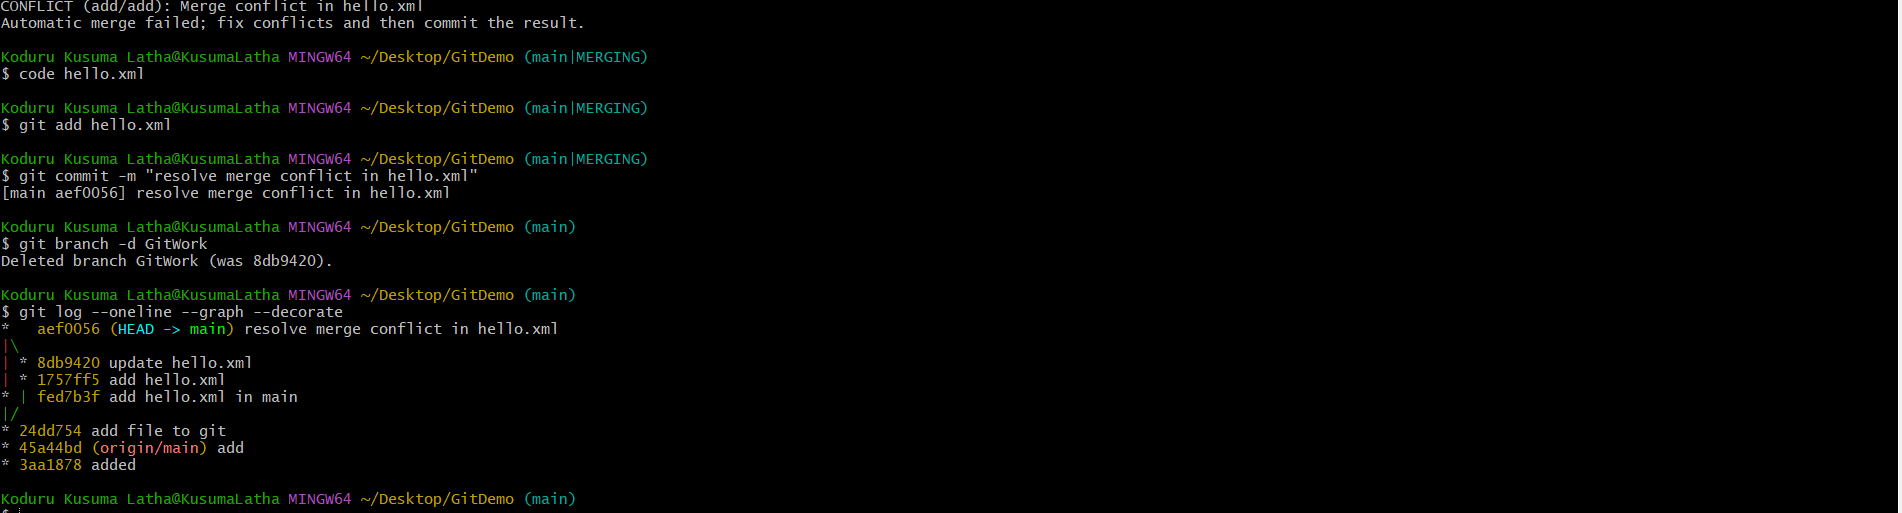 CONFLICT (add/add): Merge conflict in hello.xml
Automatic merge failed; fix conflicts and then commit the result.
Koduru Kusuma Latha@KusumaLatha MINGW64 ~/Desktop/GitDemo (main|MERGING)
$ code hello.xml
Koduru Kusuma Latha@KusumaLatha MINGW64 ~/Desktop/GitDemo (main|MERGING)
$ git add hello.xml
Koduru Kusuma Latha@KusumaLatha MINGW64 ~/Desktop/GitDemo (main|MERGING)
$ git commit -m "resolve merge conflict in hello.xml"
[main aef0056] resolve merge conflict in hello.xml
Koduru Kusuma Latha@KusumaLatha MINGW64 ~/Desktop/GitDemo (main)
$ git branch -d GitWork
Deleted branch GitWork (was 8db9420).
Koduru Kusuma Latha@KusumaLatha MINGW64 ~/Desktop/GitDemo (main)
$ git log --oneline --graph --decorate
*   aef0056 (HEAD -> main) resolve merge conflict in hello.xml
|\
| * 8db9420 update hello.xml
| * 1757ff5 add hello.xml
* | fed7b3f add hello.xml in main
|/
* 24dd754 add file to git
* 45a44bd (origin/main) add
* 3aa1878 added
Koduru Kusuma Latha@KusumaLatha MINGW64 ~/Desktop/GitDemo (main)
$